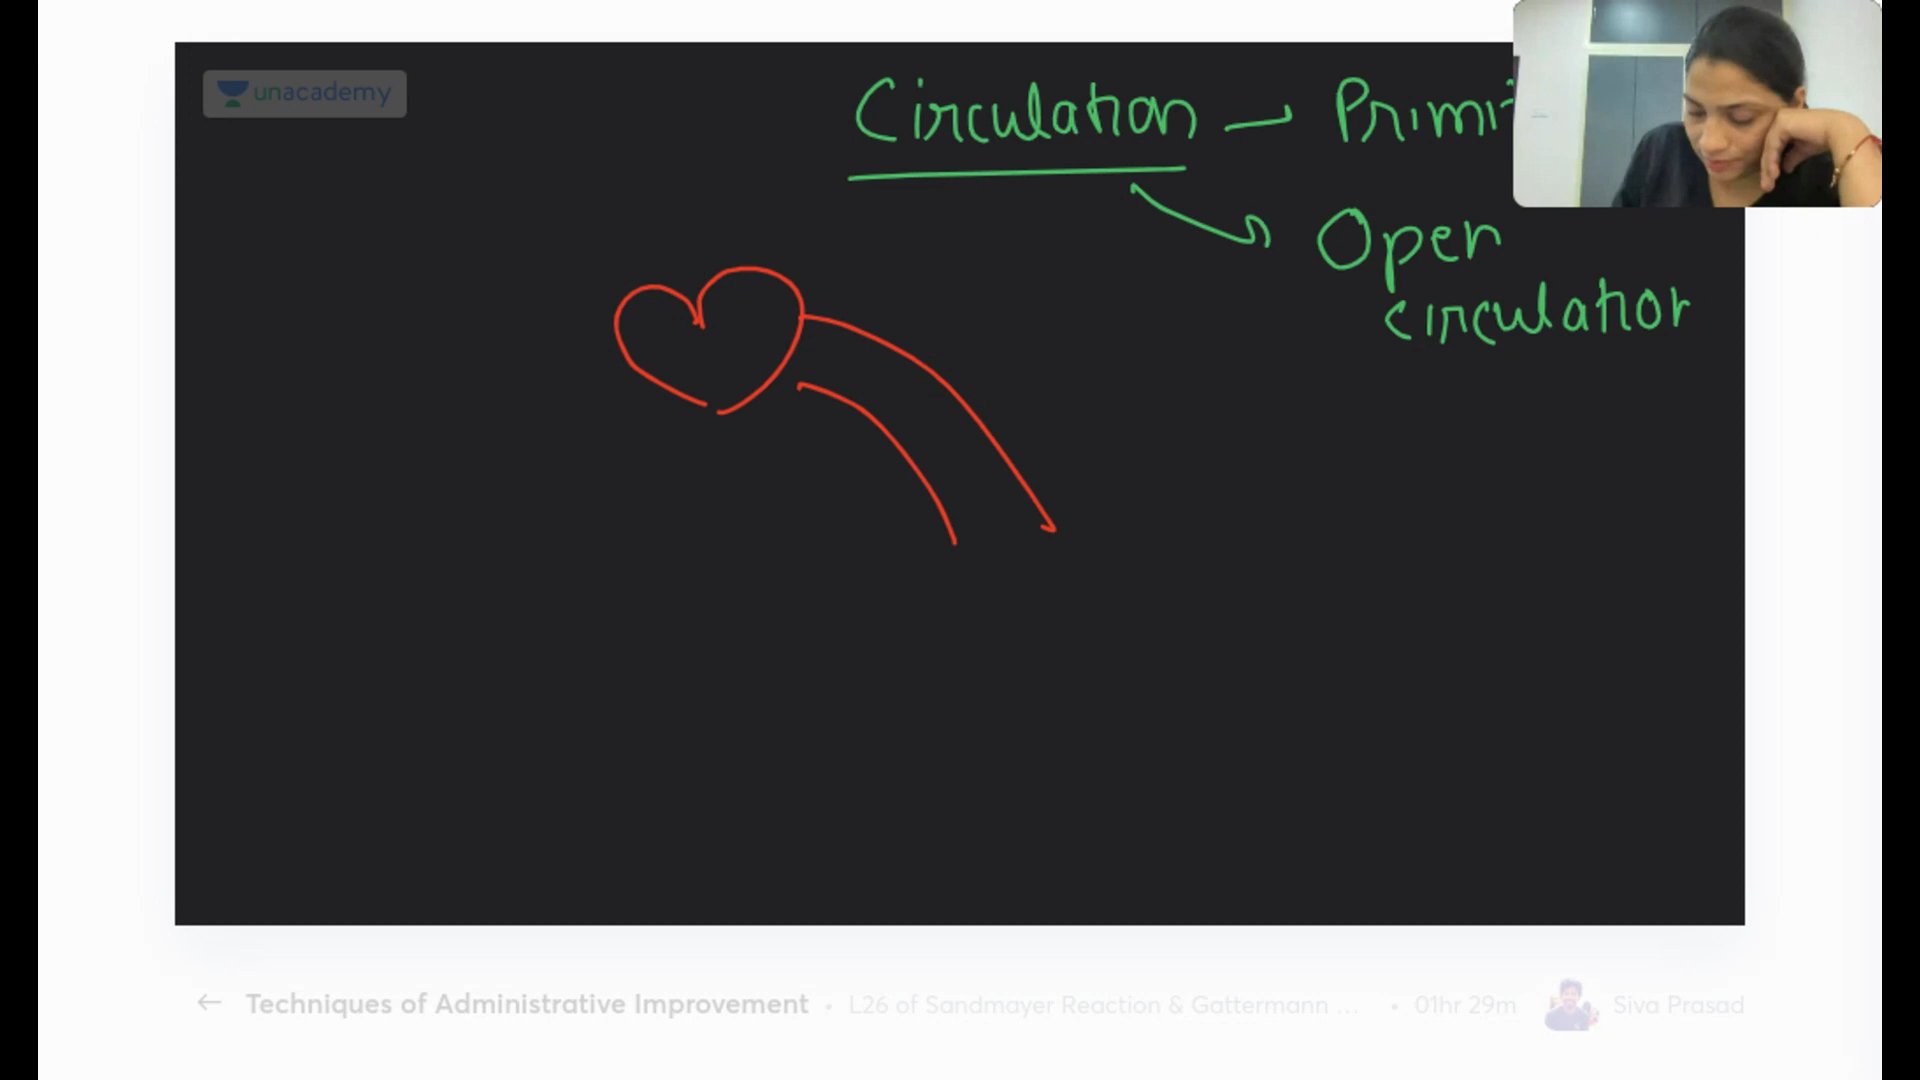 unacademy
Circulation → Primi
Open
circulation
← Techniques of Administrative Improvement • L26 of Sandmayer Reaction & Gattermann ... • 01hr 29m Siva Prasad